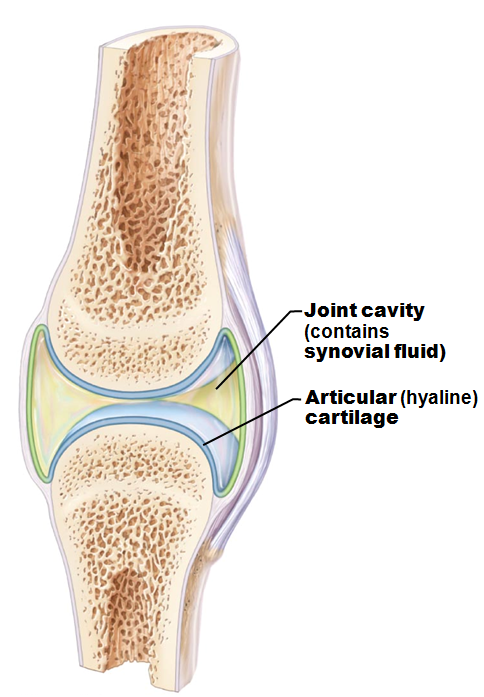 Joint cavity
(contains
synovial fluid)
Articular (hyaline)
cartilage